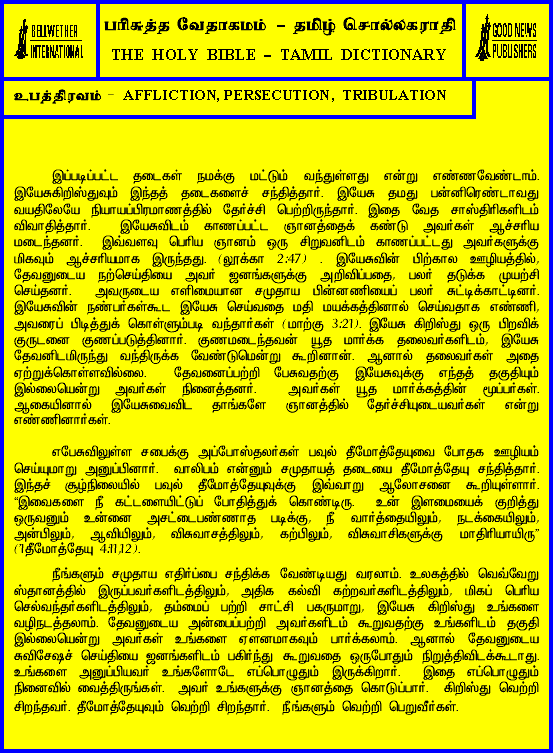 BELLWETHER
INTERNATIONAL
பரிசுத்த வேதாகமம் – தமிழ் சொல்லகராதி
THE HOLY BIBLE – TAMIL DICTIONARY
GOOD NEWS
PUBLISHERS
உபத்திரவம் – AFFLICTION, PERSECUTION, TRIBULATION
இப்படிப்பட்ட தடைகள் நமக்கு மட்டும் வந்துள்ளது என்று எண்ணவேண்டாம்.
இயேசுகிறிஸ்துவும் இந்தத் தடைகளைச் சந்தித்தார். இயேசு தமது பன்னிரெண்டாவது
வயதிலேயே நியாயப்பிரமாணத்தில் தேர்ச்சி பெற்றிருந்தார். இதை வேத சாஸ்திரிகளிடம்
விவாதித்தார். இயேசுவிடம் காணப்பட்ட ஞானத்தைக் கண்டு அவர்கள் ஆச்சரிய
மடைந்தனர். இவ்வளவு பெரிய ஞானம் ஒரு சிறுவனிடம் காணப்பட்டது அவர்களுக்கு
மிகவும் ஆச்சரியமாக இருந்தது. (லூக்கா 2:47) . இயேசுவின் பிற்கால ஊழியத்தில்,
தேவனுடைய நற்செய்தியை அவர் ஜனங்களுக்கு அறிவிப்பதை, பலர் தடுக்க முயற்சி
செய்தனர். அவருடைய எளிமையான சமுதாய பின்னணியைப் பலர் சுட்டிக்காட்டினர்.
இயேசுவின் நண்பர்கள்கூட இயேசு செய்வதை மதி மயக்கத்தினால் செய்வதாக எண்ணி,
அவரைப் பிடித்துக் கொள்ளும்படி வந்தார்கள் (மாற்கு 3:21). இயேசு கிறிஸ்து ஒரு பிறவிக்
குருடனை குணப்படுத்தினார். குணமடைந்தவன் யூத மார்க்க தலைவர்களிடம், இயேசு
தேவனிடமிருந்து வந்திருக்க வேண்டுமென்று கூறினான். ஆனால் தலைவர்கள் அதை
ஏற்றுக்கொள்ளவில்லை. தேவனைப்பற்றி பேசுவதற்கு இயேசுவுக்கு எந்தத் தகுதியும்
இல்லையென்று அவர்கள் நினைத்தனர். அவர்கள் யூத மார்க்கத்தின் மூப்பர்கள்.
ஆகையினால் இயேசுவைவிட தாங்களே ஞானத்தில் தேர்ச்சியுடையவர்கள் என்று
எண்ணினார்கள்.
எபேசுவிலுள்ள சபைக்கு அப்போஸ்தலர்கள் பவுல் தீமோத்தேயுவை போதக ஊழியம்
செய்யுமாறு அனுப்பினார். வாலிபம் என்னும் சமுதாயத் தடையை தீமோத்தேயு சந்தித்தார்.
இந்தச் சூழ்நிலையில் பவுல் தீமோத்தேயுவுக்கு இவ்வாறு ஆலோசனை கூறியுள்ளார்.
“இவைகளை நீ கட்டளையிட்டுப் போதித்துக் கொண்டிரு. உன் இளமையைக் குறித்து
ஒருவனும் உன்னை அசட்டைபண்ணாத படிக்கு, நீ வார்த்தையிலும், நடக்கையிலும்,
அன்பிலும், ஆவியிலும், விசுவாசத்திலும், கற்பிலும், விசுவாசிகளுக்கு மாதிரியாயிரு”
(1தீமோத்தேயு 4:11,12).
நீங்களும் சமுதாய எதிர்ப்பை சந்திக்க வேண்டியது வரலாம். உலகத்தில் வெவ்வேறு
ஸ்தானத்தில் இருப்பவர்களிடத்திலும், அதிக கல்வி கற்றவர்களிடத்திலும், மிகப் பெரிய
செல்வந்தர்களிடத்திலும், தம்மைப் பற்றி சாட்சி பகருமாறு, இயேசு கிறிஸ்து உங்களை
வழிநடத்தலாம். தேவனுடைய அன்பைப்பற்றி அவர்களிடம் கூறுவதற்கு உங்களிடம் தகுதி
இல்லையென்று அவர்கள் உங்களை ஏளனமாகவும் பார்க்கலாம். ஆனால் தேவனுடைய
சுவிசேஷச் செய்தியை ஜனங்களிடம் பகிர்ந்து கூறுவதை ஒருபோதும் நிறுத்திவிடக்கூடாது.
உங்களை அனுப்பியவர் உங்களோடே எப்பொழுதும் இருக்கிறார். இதை எப்பொழுதும்
நினைவில் வைத்திருங்கள். அவர் உங்களுக்கு ஞானத்தை கொடுப்பார். கிறிஸ்து வெற்றி
சிறந்தவர். தீமோத்தேயுவும் வெற்றி சிறந்தார். நீங்களும் வெற்றி பெறுவீர்கள்.